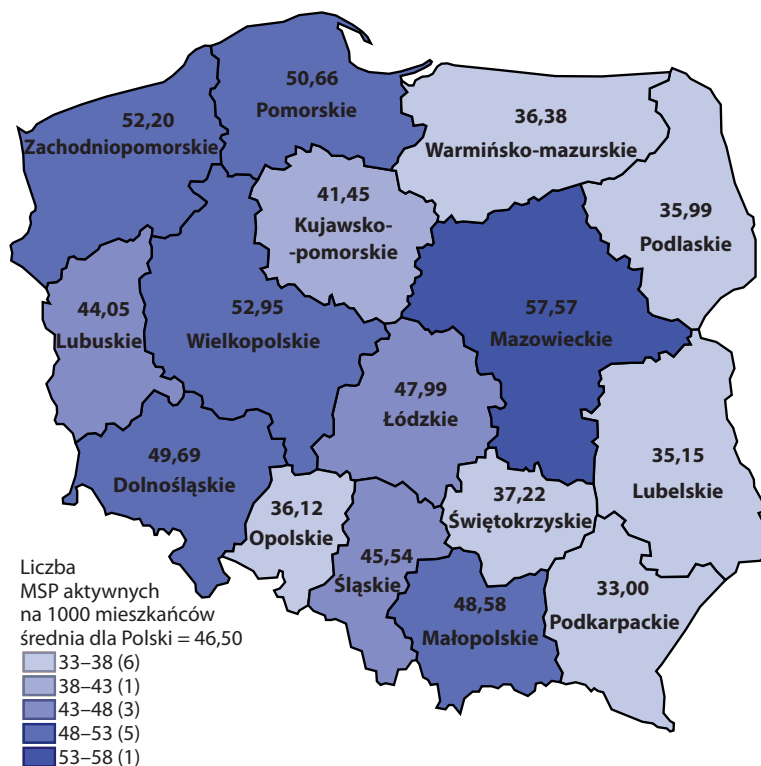 50,66
Pomorskie
52,20
Zachodniopomorskie
36,38
Warmińsko-mazurskie
35,99
Podlaskie
41,45
Kujawsko-
-pomorskie
44,05
Lubuskie
52,95
Wielkopolskie
57,57
Mazowieckie
47,99
Łódzkie
49,69
Dolnośląskie
35,15
Lubelskie
36,12
Opolskie
37,22
Świętokrzyskie
45,54
Śląskie
48,58
Małopolskie
33,00
Podkarpackie
Liczba
MSP aktywnych
na 1000 mieszkańców
średnia dla Polski = 46,50
33–38 (6)
38–43 (1)
43–48 (3)
48–53 (5)
53–58 (1)